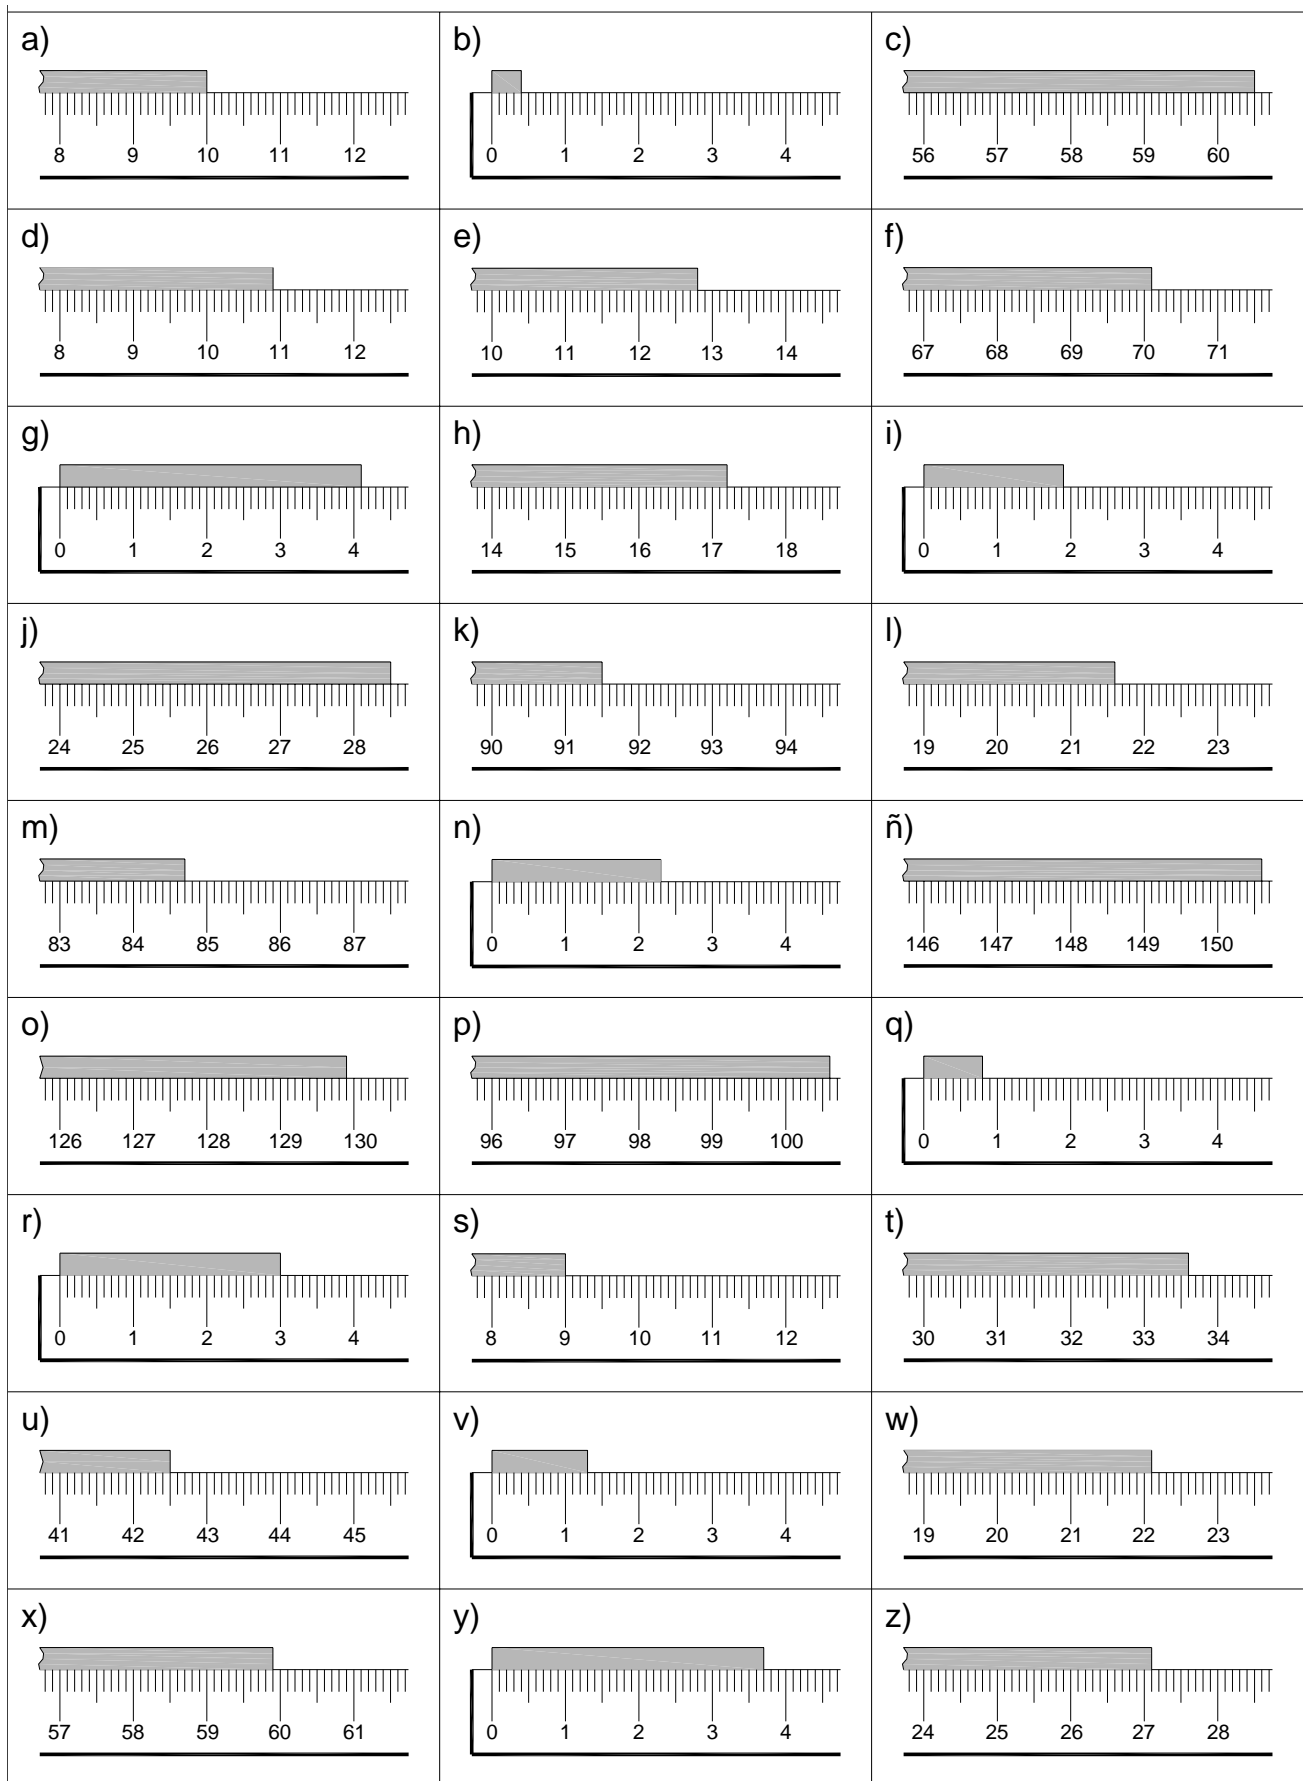 a)
8 9 10 11 12
b)
0 1 2 3 4
c)
56 57 58 59 60
d)
8 9 10 11 12
e)
10 11 12 13 14
f)
67 68 69 70 71
g)
0 1 2 3 4
h)
14 15 16 17 18
i)
0 1 2 3 4
j)
24 25 26 27 28
k)
90 91 92 93 94
l)
19 20 21 22 23
m)
83 84 85 86 87
n)
0 1 2 3 4
ñ)
146 147 148 149 150
o)
126 127 128 129 130
p)
96 97 98 99 100
q)
0 1 2 3 4
r)
0 1 2 3 4
s)
8 9 10 11 12
t)
30 31 32 33 34
u)
41 42 43 44 45
v)
0 1 2 3 4
w)
19 20 21 22 23
x)
57 58 59 60 61
y)
0 1 2 3 4
z)
24 25 26 27 28